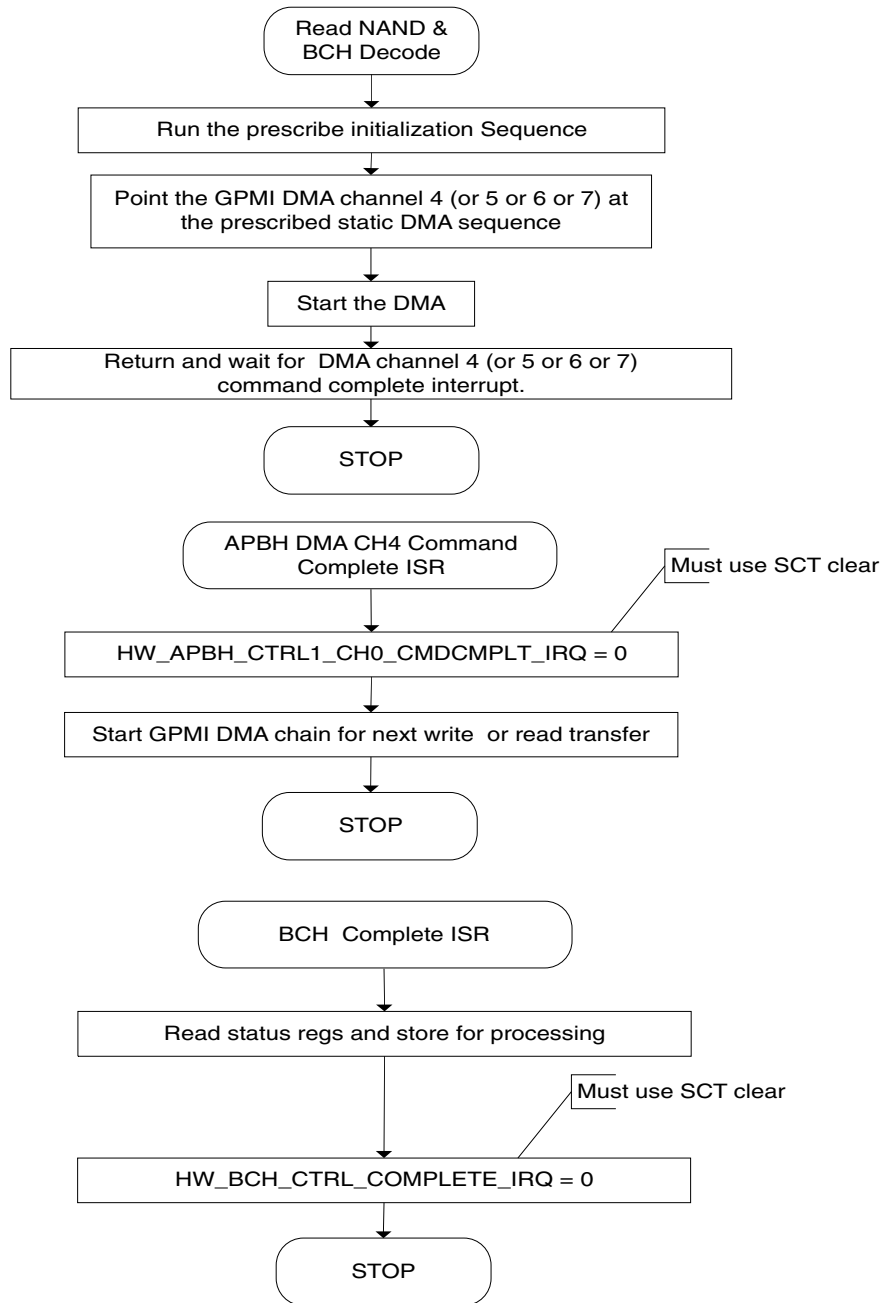 Read NAND &
BCH Decode
Run the prescribe initialization Sequence
Point the GPMI DMA channel 4 (or 5 or 6 or 7) at
the prescribed static DMA sequence
Start the DMA
Return and wait for  DMA channel 4 (or 5 or 6 or 7)
command complete interrupt.
STOP
APBH DMA CH4 Command
Complete ISR
Must use SCT clear
HW_APBH_CTRL1_CH0_CMDCMPLT_IRQ = 0
Start GPMI DMA chain for next write  or read transfer
STOP
BCH  Complete ISR
Read status regs and store for processing
Must use SCT clear
HW_BCH_CTRL_COMPLETE_IRQ = 0
STOP